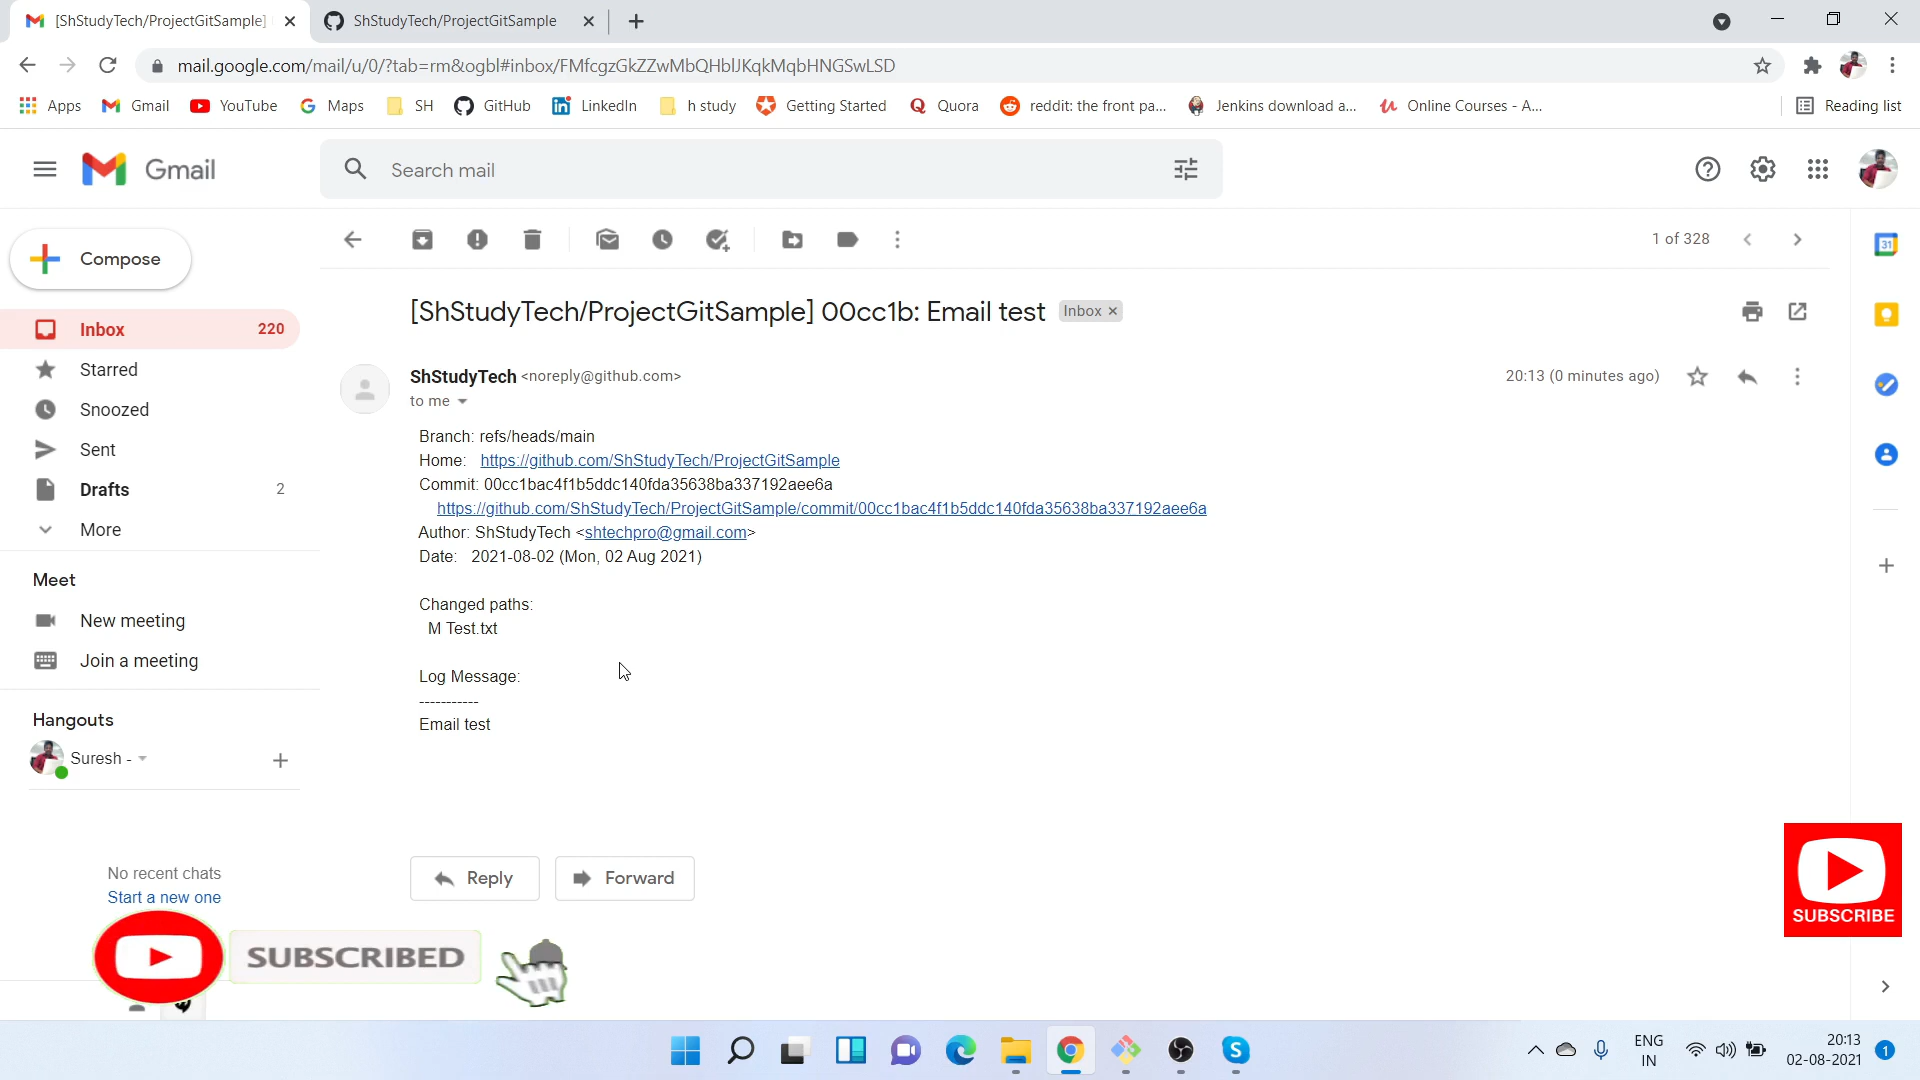 [ShStudyTech/ProjectGitSample]
ShStudyTech/ProjectGitSample
mail.google.com/mail/u/0/?tab=rm&ogbl#inbox/FMfcgzGkZZwMbQHblJKqkMqbHNGSwLSD
Apps
Gmail
YouTube
Maps
SH
GitHub
LinkedIn
h study
Getting Started
Quora
reddit: the front pa...
Jenkins download a...
Online Courses - A...
Reading list
Gmail
Search mail
Compose
1 of 328
Inbox 220
Starred
Snoozed
Sent
Drafts 2
More
Meet
New meeting
Join a meeting
Hangouts
Suresh -
No recent chats
Start a new one
[ShStudyTech/ProjectGitSample] 00cc1b: Email test Inbox ×
ShStudyTech <noreply@github.com>
20:13 (0 minutes ago)
to me
Branch: refs/heads/main
Home: https://github.com/ShStudyTech/ProjectGitSample
Commit: 00cc1bac4f1b5ddc140fda35638ba337192aee6a
https://github.com/ShStudyTech/ProjectGitSample/commit/00cc1bac4f1b5ddc140fda35638ba337192aee6a
Author: ShStudyTech <shtechpro@gmail.com>
Date: 2021-08-02 (Mon, 02 Aug 2021)
Changed paths:
M Test.txt
Log Message:
-----------
Email test
Reply
Forward
SUBSCRIBED
SUBSCRIBE
31
ENG
IN
20:13
02-08-2021
1